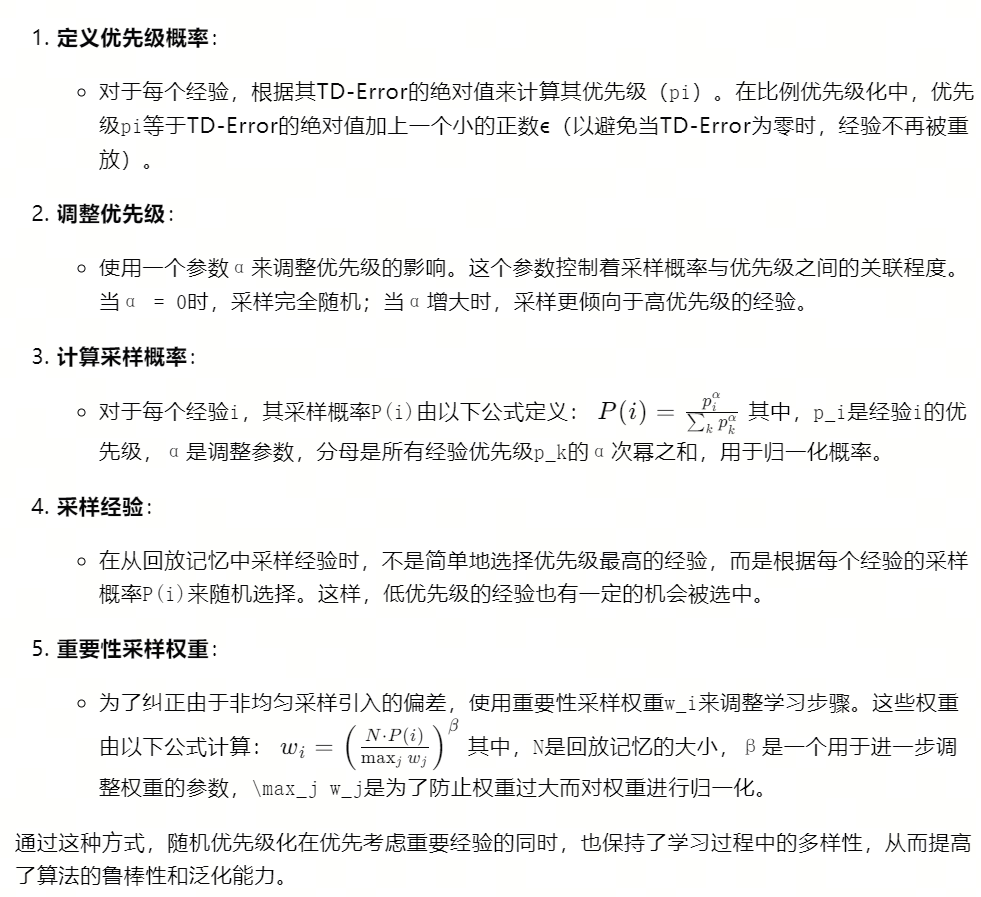 1. 定义优先级概率：
◦ 对于每个经验，根据其TD-Error的绝对值来计算其优先级（pi）。在比例优先级化中，优先
级pi等于TD-Error的绝对值加上一个小的正数ϵ（以避免当TD-Error为零时，经验不再被重
放）。
2. 调整优先级：
◦ 使用一个参数α来调整优先级的影响。这个参数控制着采样概率与优先级之间的关联程度。
当α = 0时，采样完全随机；当α增大时，采样更倾向于高优先级的经验。
3. 计算采样概率：
◦ 对于每个经验i，其采样概率P(i)由以下公式定义： $P(i) = \frac{p_i^\alpha}{\sum_k p_k^\alpha}$ 其中，p_i是经验i的优
先级，α是调整参数，分母是所有经验优先级p_k的α次幂之和，用于归一化概率。
4. 采样经验：
◦ 在从回放记忆中采样经验时，不是简单地选择优先级最高的经验，而是根据每个经验的采样
概率P(i)来随机选择。这样，低优先级的经验也有一定的机会被选中。
5. 重要性采样权重：
◦ 为了纠正由于非均匀采样引入的偏差，使用重要性采样权重w_i来调整学习步骤。这些权重
由以下公式计算： $w_i = \left(\frac{N \cdot P(i)}{\max_j w_j}\right)^\beta$ 其中，N是回放记忆的大小，β是一个用于进一步调
整权重的参数，\max_j w_j是为了防止权重过大而对权重进行归一化。
通过这种方式，随机优先级化在优先考虑重要经验的同时，也保持了学习过程中的多样性，从而提高
了算法的鲁棒性和泛化能力。